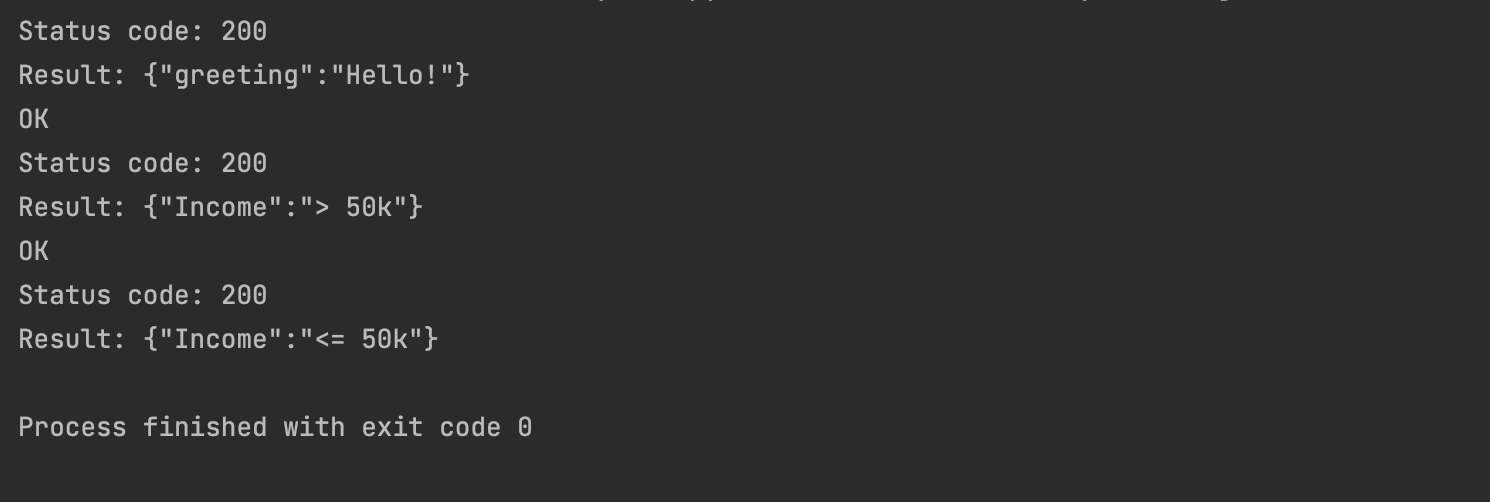 Status code: 200
Result: {"greeting":"Hello!"}
OK
Status code: 200
Result: {"Income":"> 50k"}
OK
Status code: 200
Result: {"Income":"<= 50k"}
Process finished with exit code 0